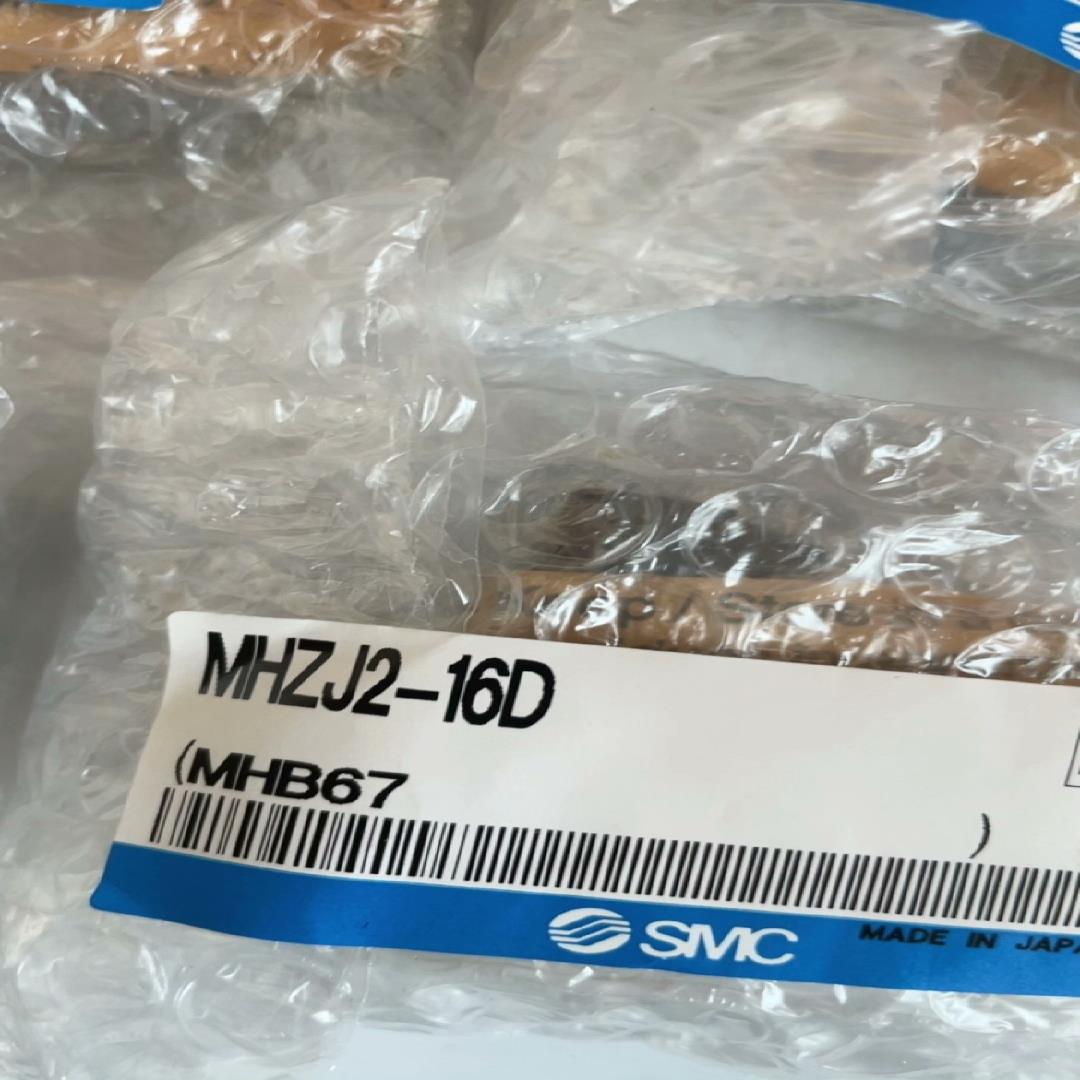 MHZJ2-16D
(MHB67 )
SMC MADE IN JAPA